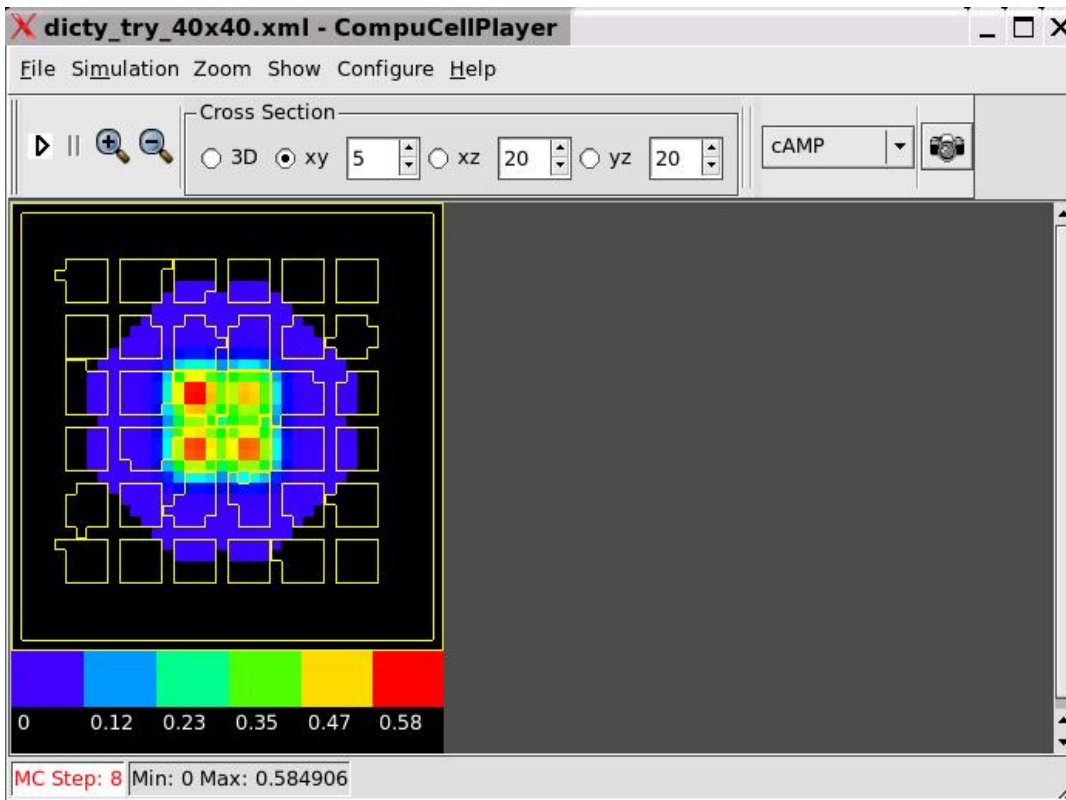 dicty_try_40x40.xml - CompuCellPlayer
File Simulation Zoom Show Configure Help
Cross Section
3D xy 5 xz 20 yz 20 cAMP
0 0.12 0.23 0.35 0.47 0.58
MC Step: 8 Min: 0 Max: 0.584906